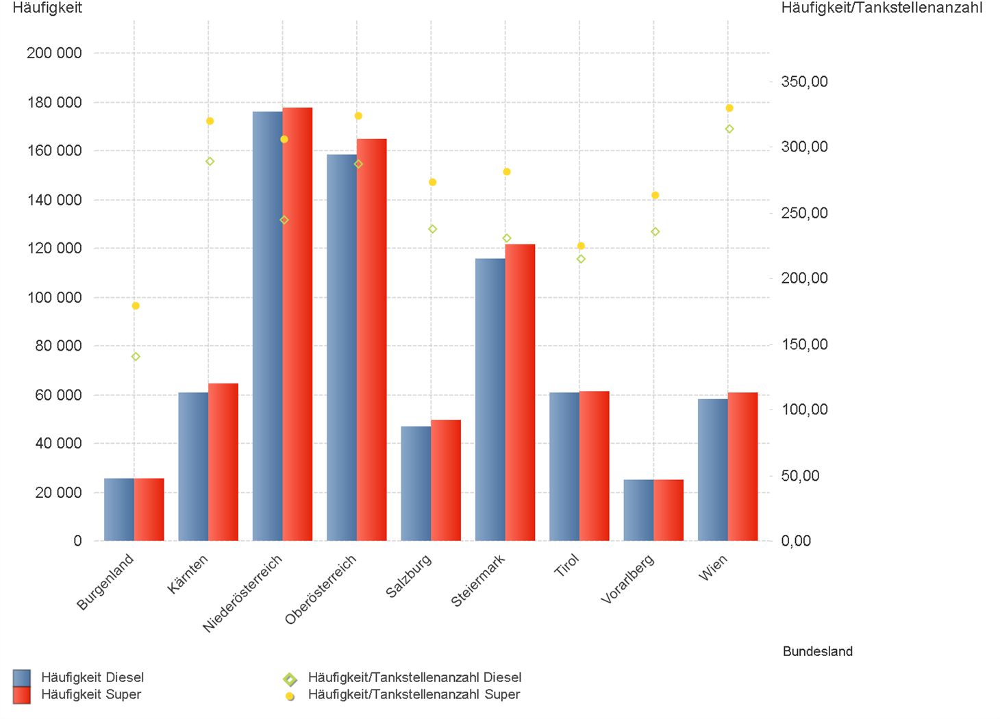 Häufigkeit
Häufigkeit/Tankstellenanzahl
200 000
180 000
160 000
140 000
120 000
100 000
80 000
60 000
40 000
20 000
0
350,00
300,00
250,00
200,00
150,00
100,00
50,00
0,00
Burgenland
Kärnten
Niederösterreich
Oberösterreich
Salzburg
Steiermark
Tirol
Vorarlberg
Wien
Bundesland
Häufigkeit Diesel
Häufigkeit Super
Häufigkeit/Tankstellenanzahl Diesel
Häufigkeit/Tankstellenanzahl Super